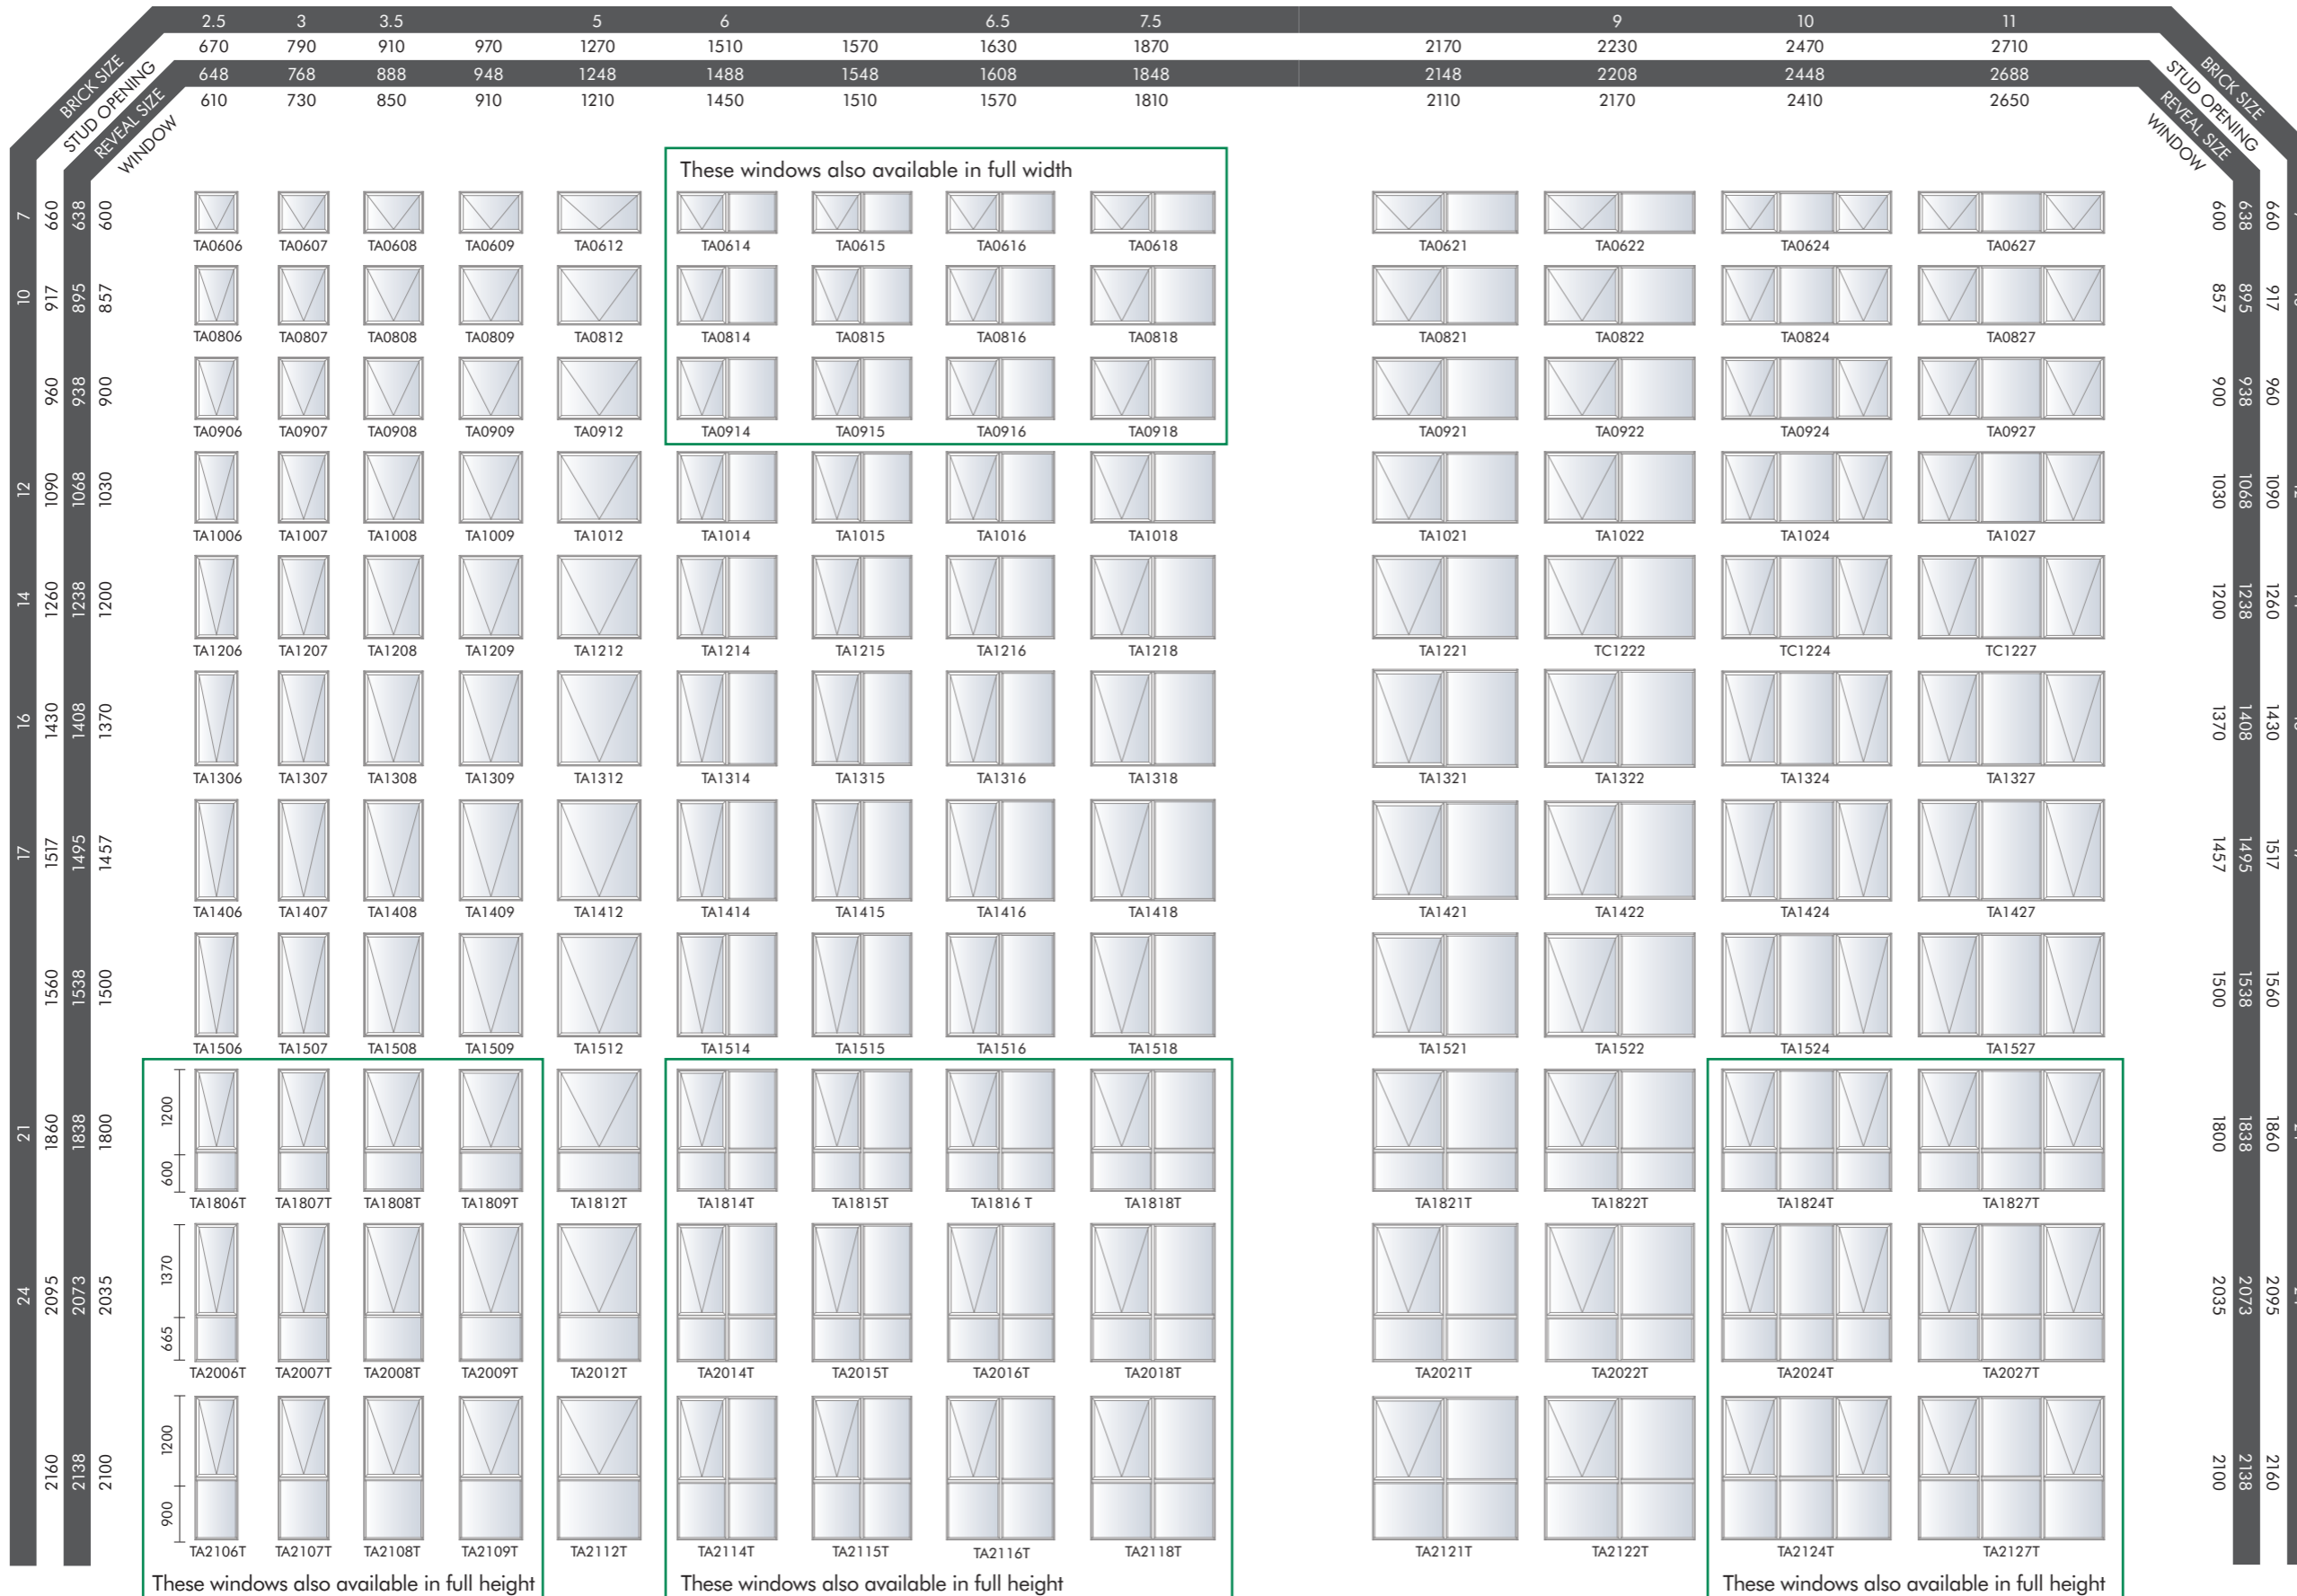 2.5 3 3.5 5 6 6.5 7.5 9 10 11
670 790 910 970 1270 1510 1570 1630 1870 2170 2230 2470 2710
648 768 888 948 1248 1488 1548 1608 1848 2148 2208 2448 2688
610 730 850 910 1210 1450 1510 1570 1810 2110 2170 2410 2650
BRICK SIZE
STUD OPENING
REVEAL SIZE
WINDOW
BRICK SIZE
STUD OPENING
REVEAL SIZE
WINDOW
These windows also available in full width
7 660 638 600 600 638 660
TA0606 TA0607 TA0608 TA0609 TA0612 TA0614 TA0615 TA0616 TA0618 TA0621 TA0622 TA0624 TA0627
10 917 895 857 857 895 917
TA0806 TA0807 TA0808 TA0809 TA0812 TA0814 TA0815 TA0816 TA0818 TA0821 TA0822 TA0824 TA0827
960 938 900 900 938 960
TA0906 TA0907 TA0908 TA0909 TA0912 TA0914 TA0915 TA0916 TA0918 TA0921 TA0922 TA0924 TA0927
12 1090 1068 1030 1030 1068 1090
TA1006 TA1007 TA1008 TA1009 TA1012 TA1014 TA1015 TA1016 TA1018 TA1021 TA1022 TA1024 TA1027
14 1260 1238 1200 1200 1238 1260
TA1206 TA1207 TA1208 TA1209 TA1212 TA1214 TA1215 TA1216 TA1218 TA1221 TC1222 TC1224 TC1227
16 1430 1408 1370 1370 1408 1430
TA1306 TA1307 TA1308 TA1309 TA1312 TA1314 TA1315 TA1316 TA1318 TA1321 TA1322 TA1324 TA1327
17 1517 1495 1457 1457 1495 1517
TA1406 TA1407 TA1408 TA1409 TA1412 TA1414 TA1415 TA1416 TA1418 TA1421 TA1422 TA1424 TA1427
1560 1538 1500 1500 1538 1560
TA1506 TA1507 TA1508 TA1509 TA1512 TA1514 TA1515 TA1516 TA1518 TA1521 TA1522 TA1524 TA1527
21 1860 1838 1800 1200 600 1800 1838 1860
TA1806T TA1807T TA1808T TA1809T TA1812T TA1814T TA1815T TA1816 T TA1818T TA1821T TA1822T TA1824T TA1827T
24 2095 2073 2035 1370 665 2035 2073 2095
TA2006T TA2007T TA2008T TA2009T TA2012T TA2014T TA2015T TA2016T TA2018T TA2021T TA2022T TA2024T TA2027T
2160 2138 2100 1200 900 2100 2138 2160
TA2106T TA2107T TA2108T TA2109T TA2112T TA2114T TA2115T TA2116T TA2118T TA2121T TA2122T TA2124T TA2127T
These windows also available in full height These windows also available in full height These windows also available in full height